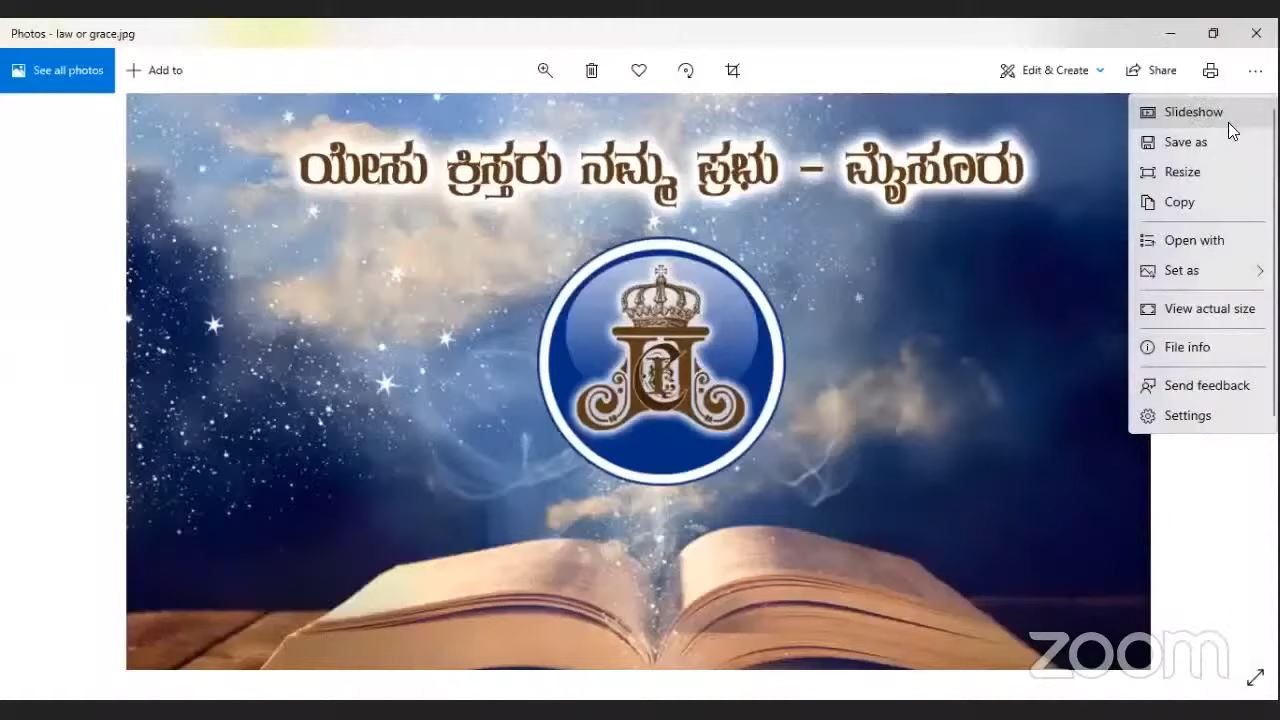 Photos - law or grace.jpg
See all photos
Add to
Edit & Create
Share
Slideshow
Save as
Resize
Copy
Open with
Set as
View actual size
File info
Send feedback
Settings
ಯೇಸು ಕ್ರಿಸ್ತರು ನಮ್ಮ ಪ್ರಭು - ಮೈಸೂರು
zoom